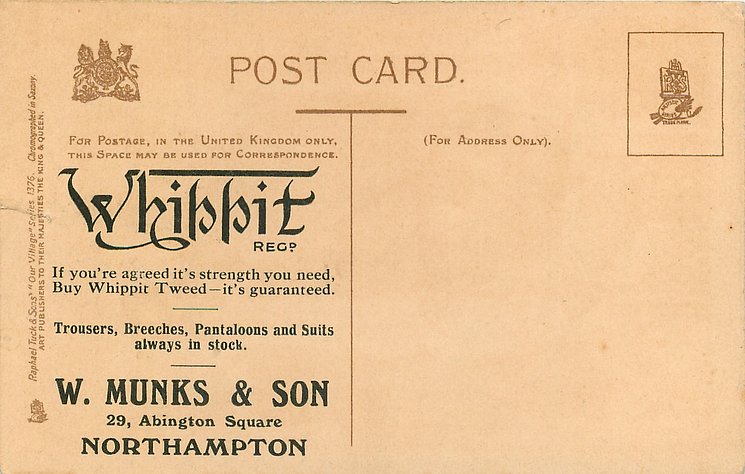 POST CARD.
FOR POSTAGE, IN THE UNITED KINGDOM ONLY,
THIS SPACE MAY BE USED FOR CORRESPONDENCE.
(FOR ADDRESS ONLY).
Whippit
REGD
If you're agreed it's strength you need,
Buy Whippit Tweed—it's guaranteed.
Trousers, Breeches, Pantaloons and Suits
always in stock.
W. MUNKS & SON
29, Abington Square
NORTHAMPTON
Raphael Tuck & Sons' "Our Village" Series 1376. Chromographed in Saxony.
ART PUBLISHERS TO THEIR MAJESTIES THE KING & QUEEN.
TRADE MARK.